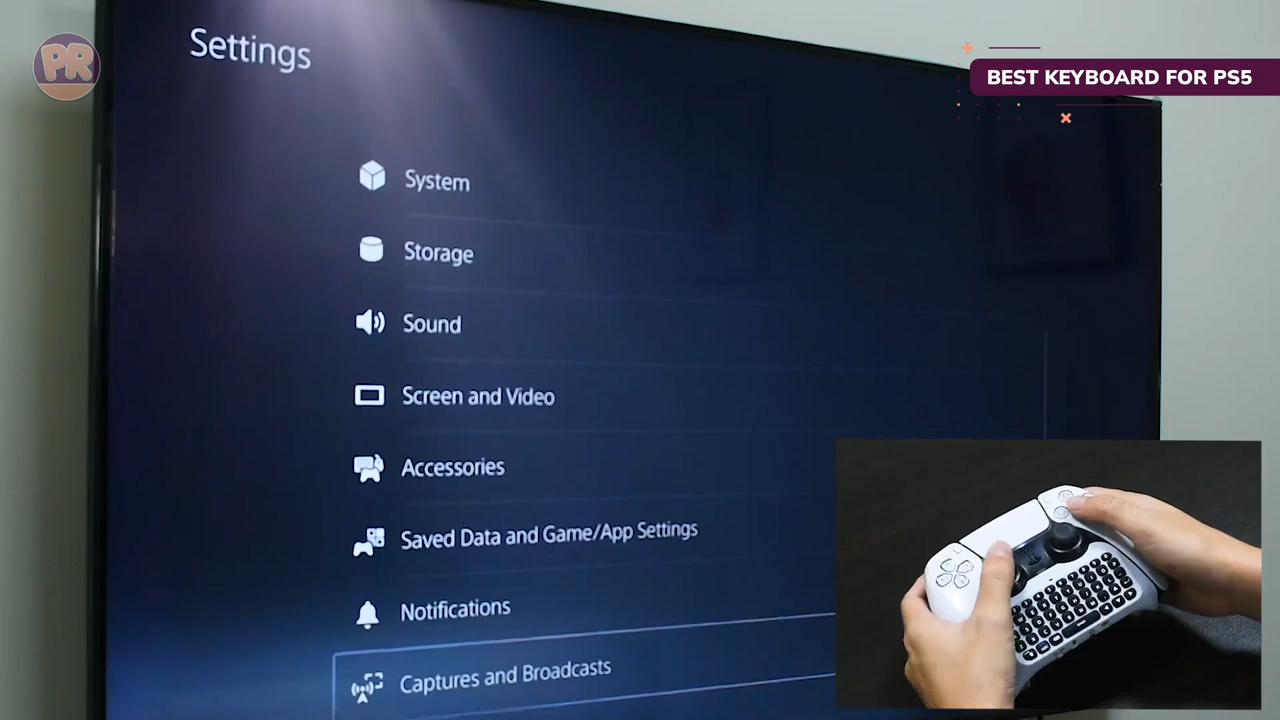 Settings
PR
BEST KEYBOARD FOR PS5
System
Storage
Sound
Screen and Video
Accessories
Saved Data and Game/App Settings
Notifications
Captures and Broadcasts